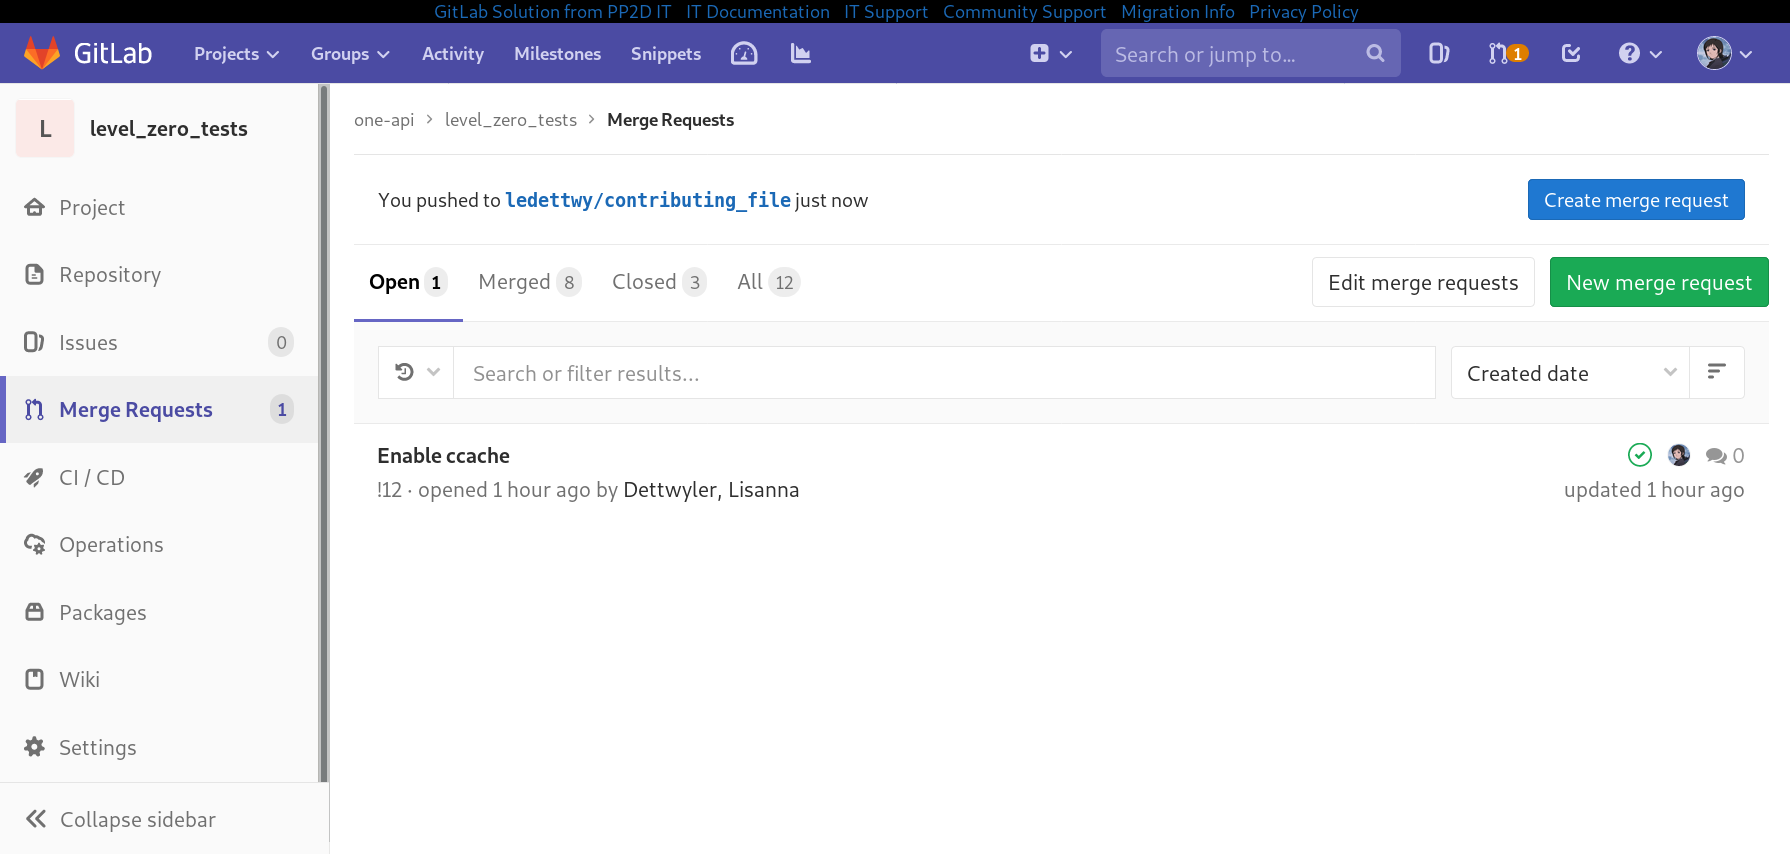 GitLab Solution from PP2D IT IT Documentation IT Support Community Support Migration Info Privacy Policy
GitLab Projects Groups Activity Milestones Snippets Search or jump to... 1
L level_zero_tests
Project
Repository
Issues 0
Merge Requests 1
CI / CD
Operations
Packages
Wiki
Settings
Collapse sidebar
one-api level_zero_tests Merge Requests
You pushed to ledettwy/contributing_file just now Create merge request
Open 1 Merged 8 Closed 3 All 12 Edit merge requests New merge request
Search or filter results... Created date
Enable ccache 0
!12 · opened 1 hour ago by Dettwyler, Lisanna updated 1 hour ago